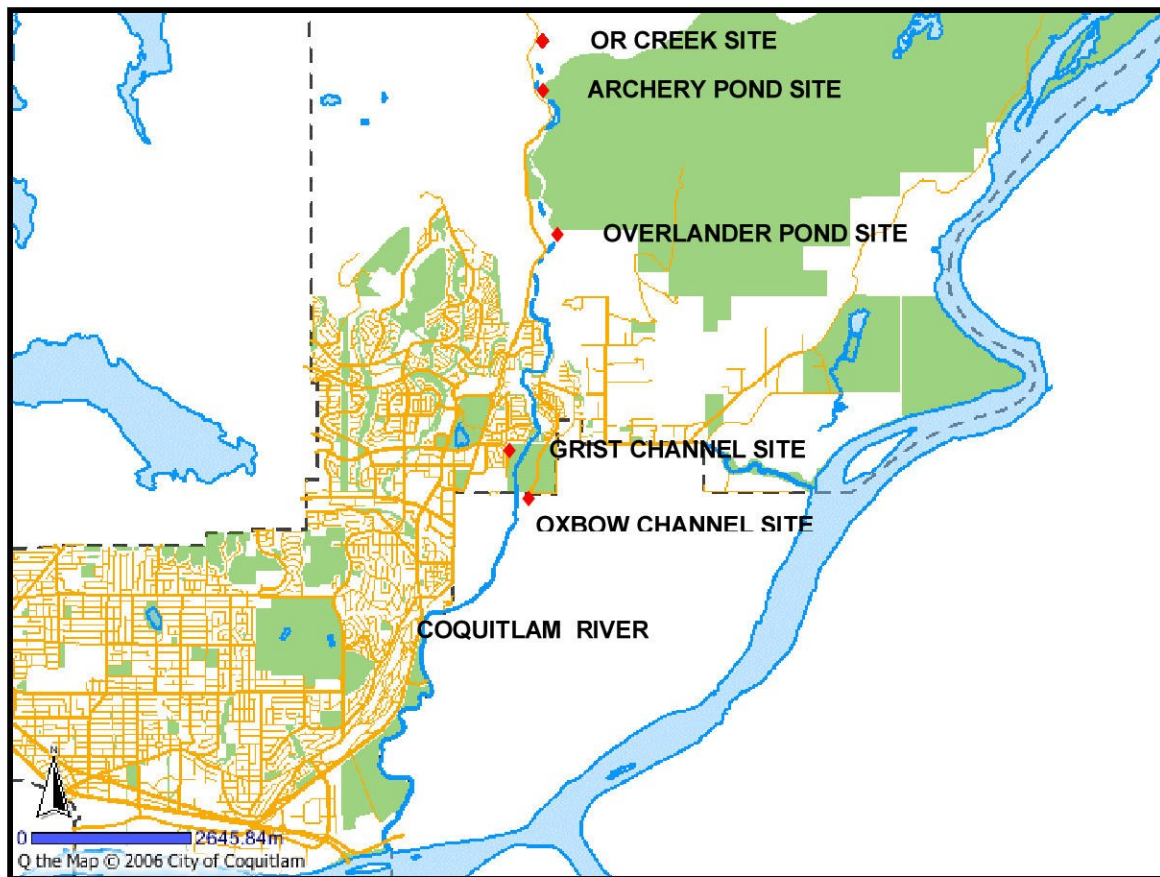 OR CREEK SITE
ARCHERY POND SITE
OVERLANDER POND SITE
GRIST CHANNEL SITE
OXBOW CHANNEL SITE
COQUITLAM RIVER
N
0 2645.84m
Q the Map © 2006 City of Coquitlam